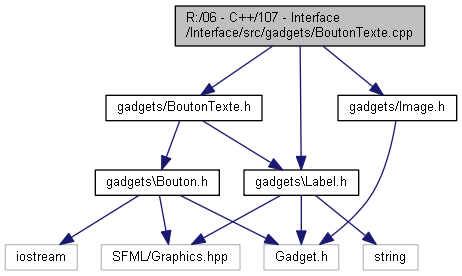 R:/06 - C++/107 - Interface
/Interface/src/gadgets/BoutonTexte.cpp
gadgets/BoutonTexte.h
gadgets/Image.h
gadgets\Bouton.h
gadgets\Label.h
iostream
SFML/Graphics.hpp
Gadget.h
string